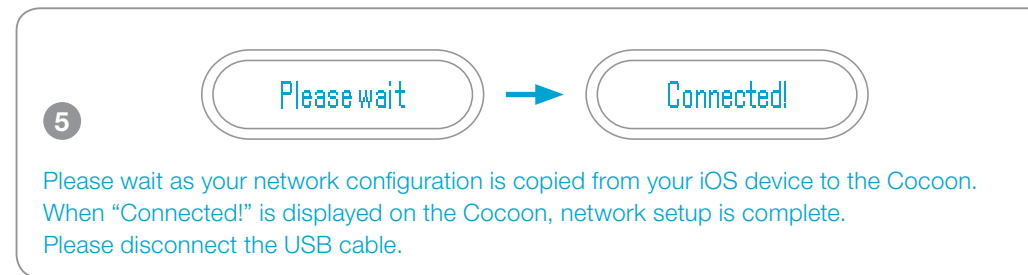 Please wait
Connected!
5
Please wait as your network configuration is copied from your iOS device to the Cocoon.
When “Connected!” is displayed on the Cocoon, network setup is complete.
Please disconnect the USB cable.